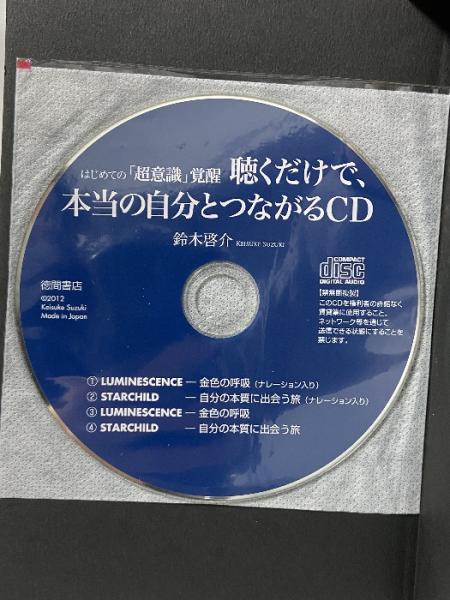 はじめての「超意識」覚醒 聴くだけで、
本当の自分とつながるCD
鈴木啓介 KEISUKE SUZUKI
徳間書店
©2012
Keisuke Suzuki
Made in Japan
COMPACT
disc
DIGITAL AUDIO
【禁無断複製】
このCDを権利者の許諾なく
賃貸業に使用すること、
ネットワーク等を通じて
送信できる状態にすることを
禁じます。
① LUMINESCENCE — 金色の呼吸（ナレーション入り）
② STARCHILD — 自分の本質に出会う旅（ナレーション入り）
③ LUMINESCENCE — 金色の呼吸
④ STARCHILD — 自分の本質に出会う旅